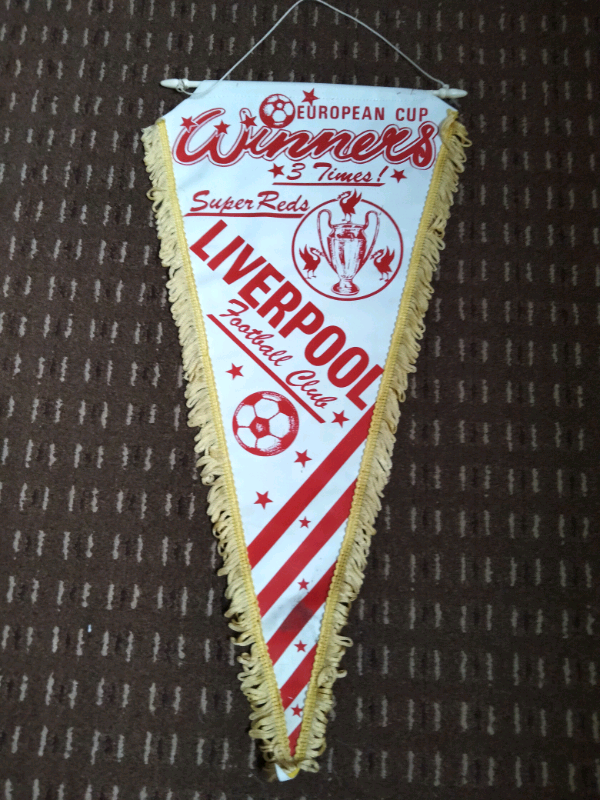 EUROPEAN CUP
Winners
3 Times!
Super Reds
LIVERPOOL
Football Club